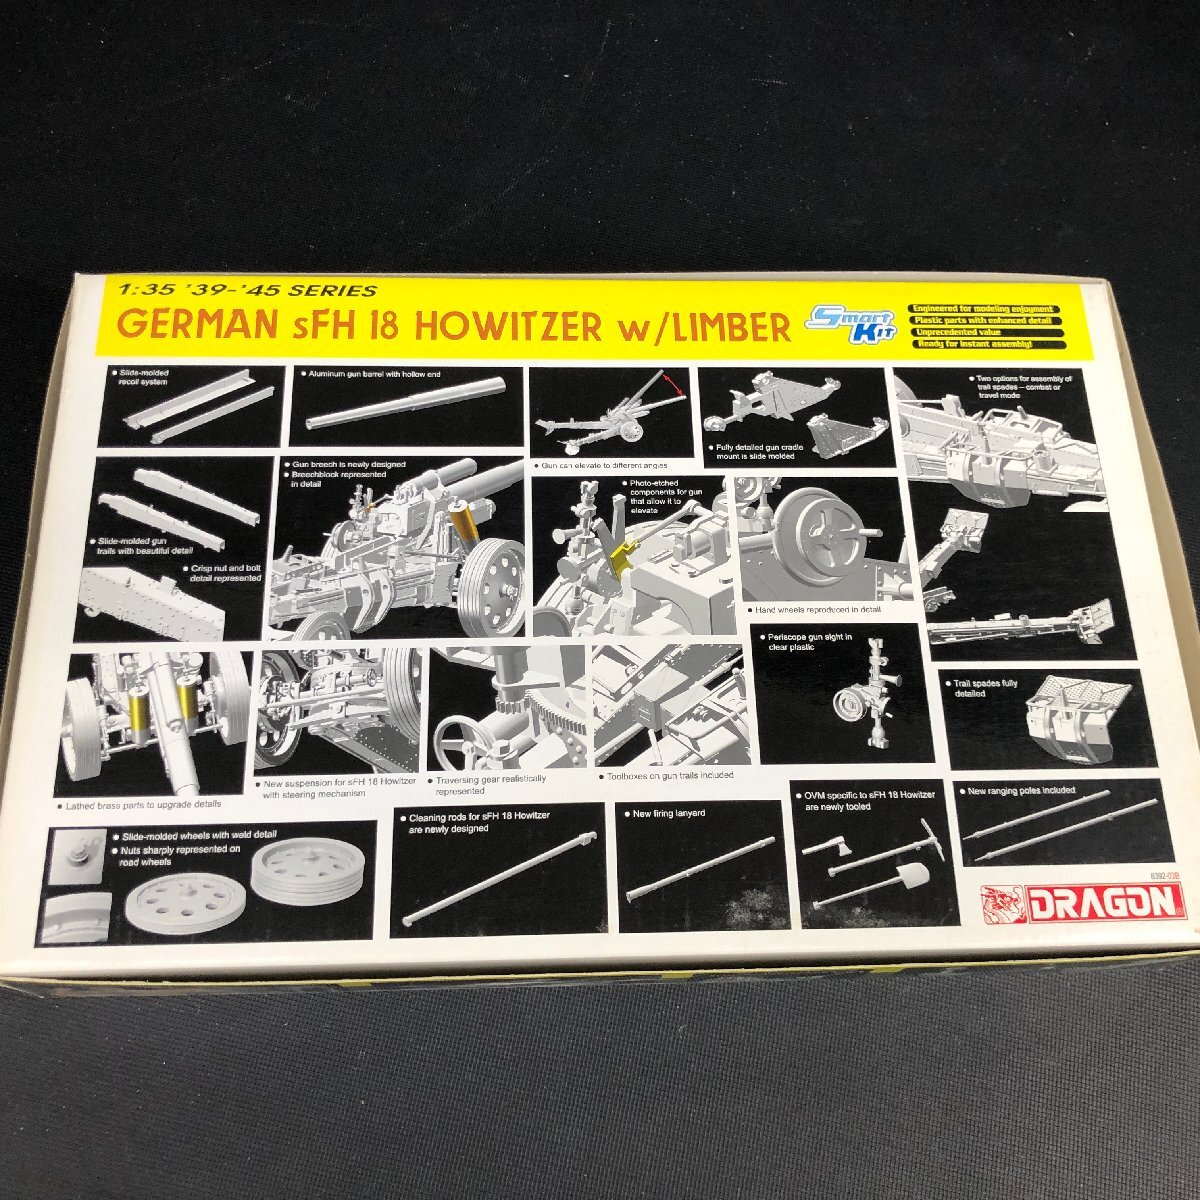 1:35 '39-'45 SERIES
GERMAN sFH 18 HOWITZER w/LIMBER
Smart Kit
Engineered for modeling enjoyment
Plastic parts with enhanced detail
Unprecedented value
Ready for instant assembly!
● Slide-molded
recoil system
● Aluminum gun barrel with hollow end
● Gun can elevate to different angles
● Fully detailed gun cradle
mount is slide molded
● Two options for assembly of
trail spades – combat or
travel mode
● Slide-molded gun
trails with beautiful detail
● Crisp nut and bolt
detail represented
● Gun breech is newly designed
● Breechblock represented
in detail
● Photo-etched
components for gun
that allow it to
elevate
● Hand wheels reproduced in detail
● Periscope gun sight in
clear plastic
● Trail spades fully
detailed
● Lathed brass parts to upgrade details
● New suspension for sFH 18 Howitzer
with steering mechanism
● Traversing gear realistically
represented
● Toolboxes on gun trails included
● Slide-molded wheels with weld detail
● Nuts sharply represented on
road wheels
● Cleaning rods for sFH 18 Howitzer
are newly designed
● New firing lanyard
● OVM specific to sFH 18 Howitzer
are newly tooled
● New ranging poles included
6392-03B
DRAGON